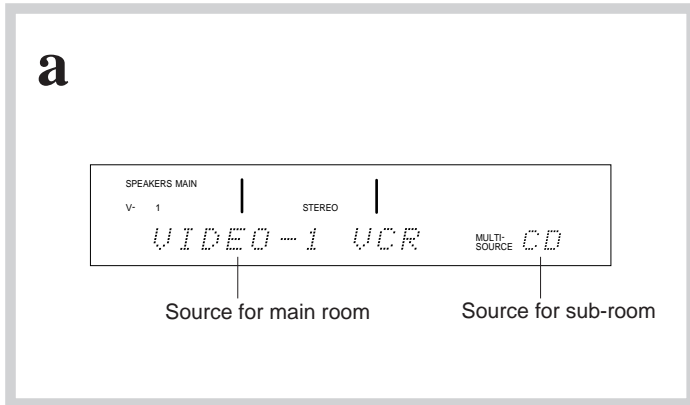 a
SPEAKERS MAIN
V- 1 STEREO
VIDEO-1 VCR MULTI-SOURCE CD
Source for main room Source for sub-room